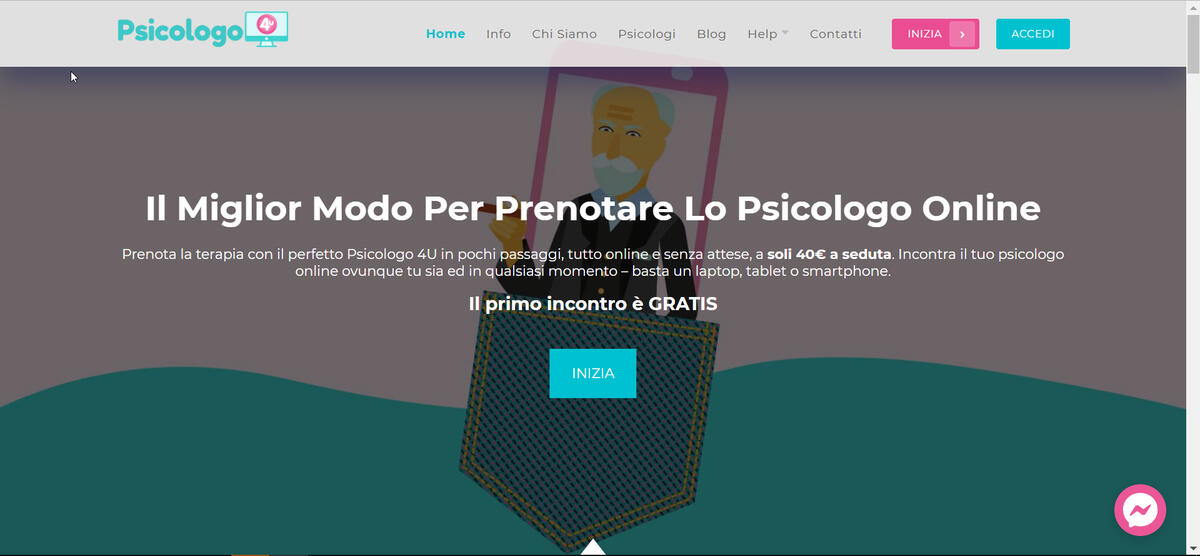 Psicologo 4U
Home Info Chi Siamo Psicologi Blog Help Contatti INIZIA ACCEDI
Il Miglior Modo Per Prenotare Lo Psicologo Online
Prenota la terapia con il perfetto Psicologo 4U in pochi passaggi, tutto online e senza attese, a soli 40€ a seduta. Incontra il tuo psicologo
online ovunque tu sia ed in qualsiasi momento – basta un laptop, tablet o smartphone.
Il primo incontro è GRATIS
INIZIA